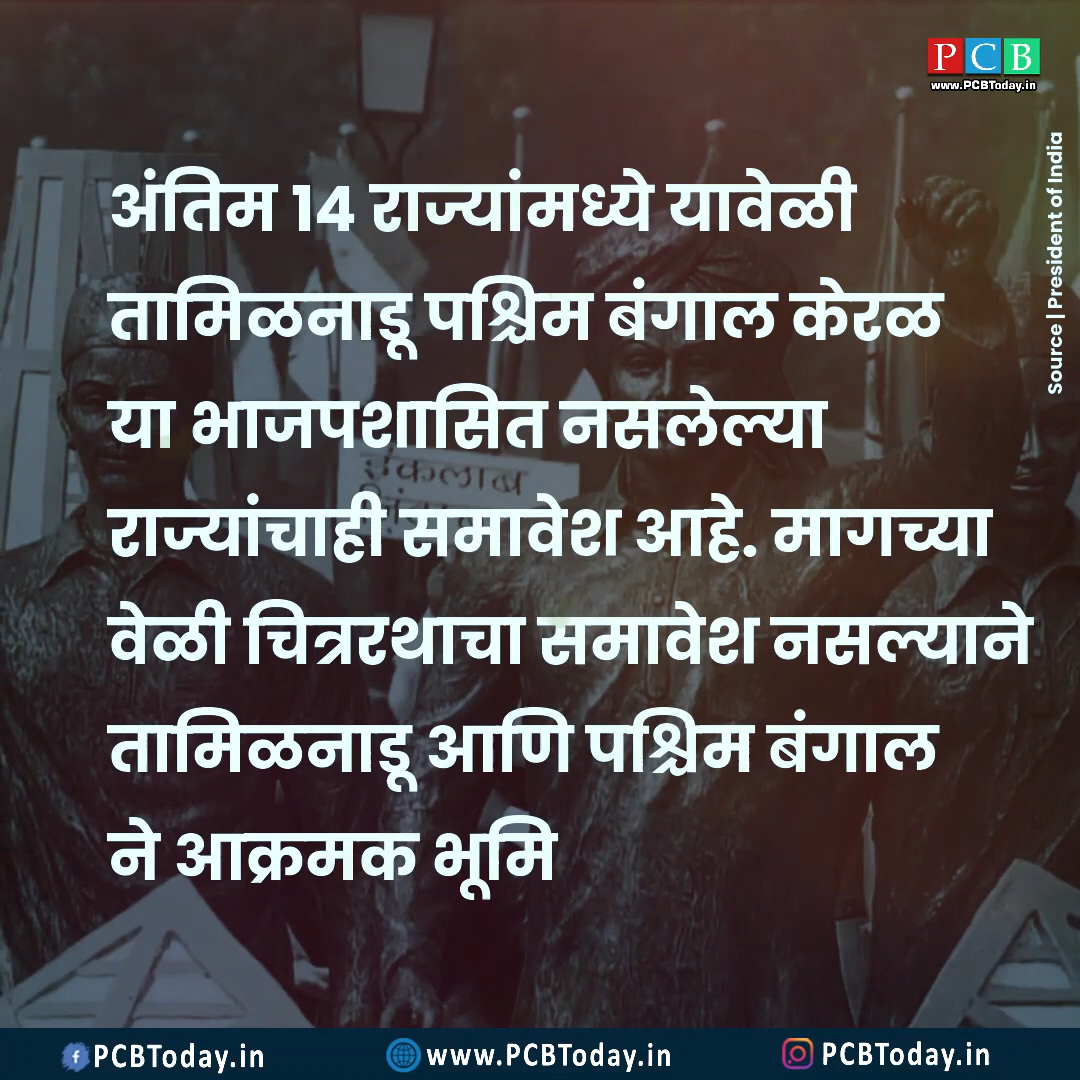 PCB
www.PCBToday.in
Source | President of India
अंतिम 14 राज्यांमध्ये यावेळी
तामिळनाडू पश्चिम बंगाल केरळ
या भाजपशासित नसलेल्या
राज्यांचाही समावेश आहे. मागच्या
वेळी चित्ररथाचा समावेश नसल्याने
तामिळनाडू आणि पश्चिम बंगाल
ने आक्रमक भूमि
इंकलाब
PCBToday.in
www.PCBToday.in
PCBToday.in